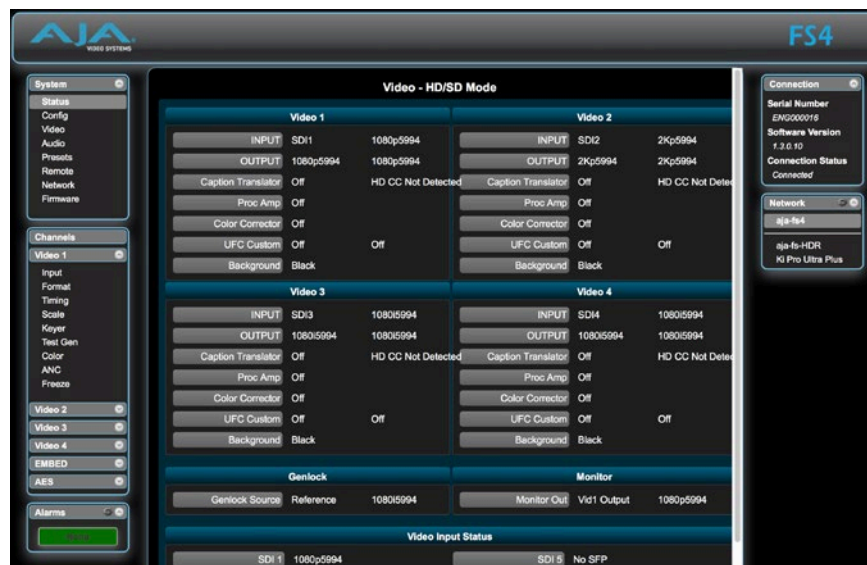 AJA
VIDEO SYSTEMS
FS4
System
Status
Config
Video
Audio
Presets
Remote
Network
Firmware
Channels
Video 1
Input
Format
Timing
Scale
Keyer
Test Gen
Color
ANC
Freeze
Video 2
Video 3
Video 4
EMBED
AES
Alarms
Video - HD/SD Mode
Video 1
INPUT SDI1 1080p5994
OUTPUT 1080p5994 1080p5994
Caption Translator Off HD CC Not Detected
Proc Amp Off
Color Corrector Off
UFC Custom Off Off
Background Black
Video 2
INPUT SDI2 2Kp5994
OUTPUT 2Kp5994 2Kp5994
Caption Translator Off HD CC Not Detec
Proc Amp Off
Color Corrector Off
UFC Custom Off Off
Background Black
Video 3
INPUT SDI3 1080i5994
OUTPUT 1080i5994 1080i5994
Caption Translator Off HD CC Not Detected
Proc Amp Off
Color Corrector Off
UFC Custom Off Off
Background Black
Video 4
INPUT SDI4 1080i5994
OUTPUT 1080i5994 1080i5994
Caption Translator Off HD CC Not Detec
Proc Amp Off
Color Corrector Off
UFC Custom Off Off
Background Black
Genlock
Genlock Source Reference 1080i5994
Monitor
Monitor Out Vid1 Output 1080p5994
Video Input Status
SDI 1 1080p5994
SDI 5 No SFP
Connection
Serial Number
ENG000016
Software Version
1.3.0.10
Connection Status
Connected
Network
aja-fs4
aja-fs-HDR
Ki Pro Ultra Plus